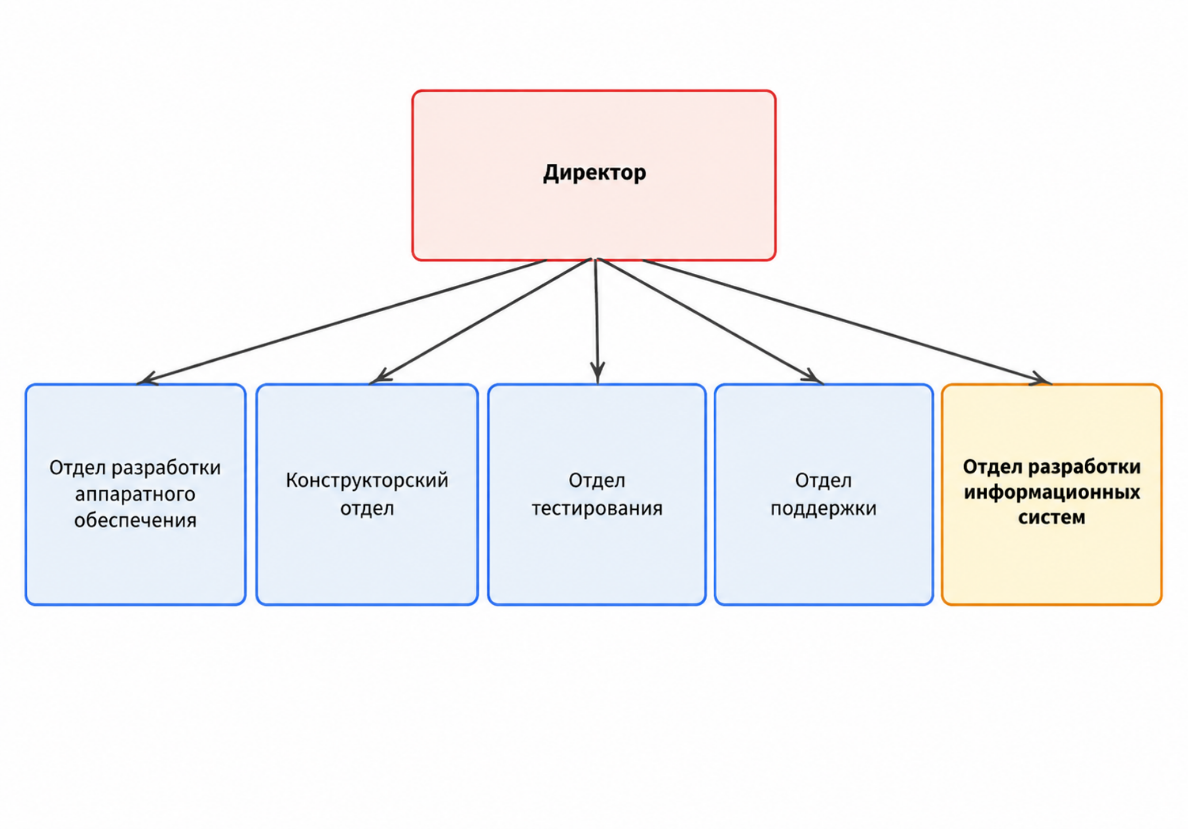 Директор
Отдел разработки
аппаратного
обеспечения
Конструкторский
отдел
Отдел
тестирования
Отдел
поддержки
Отдел разработки
информационных
систем